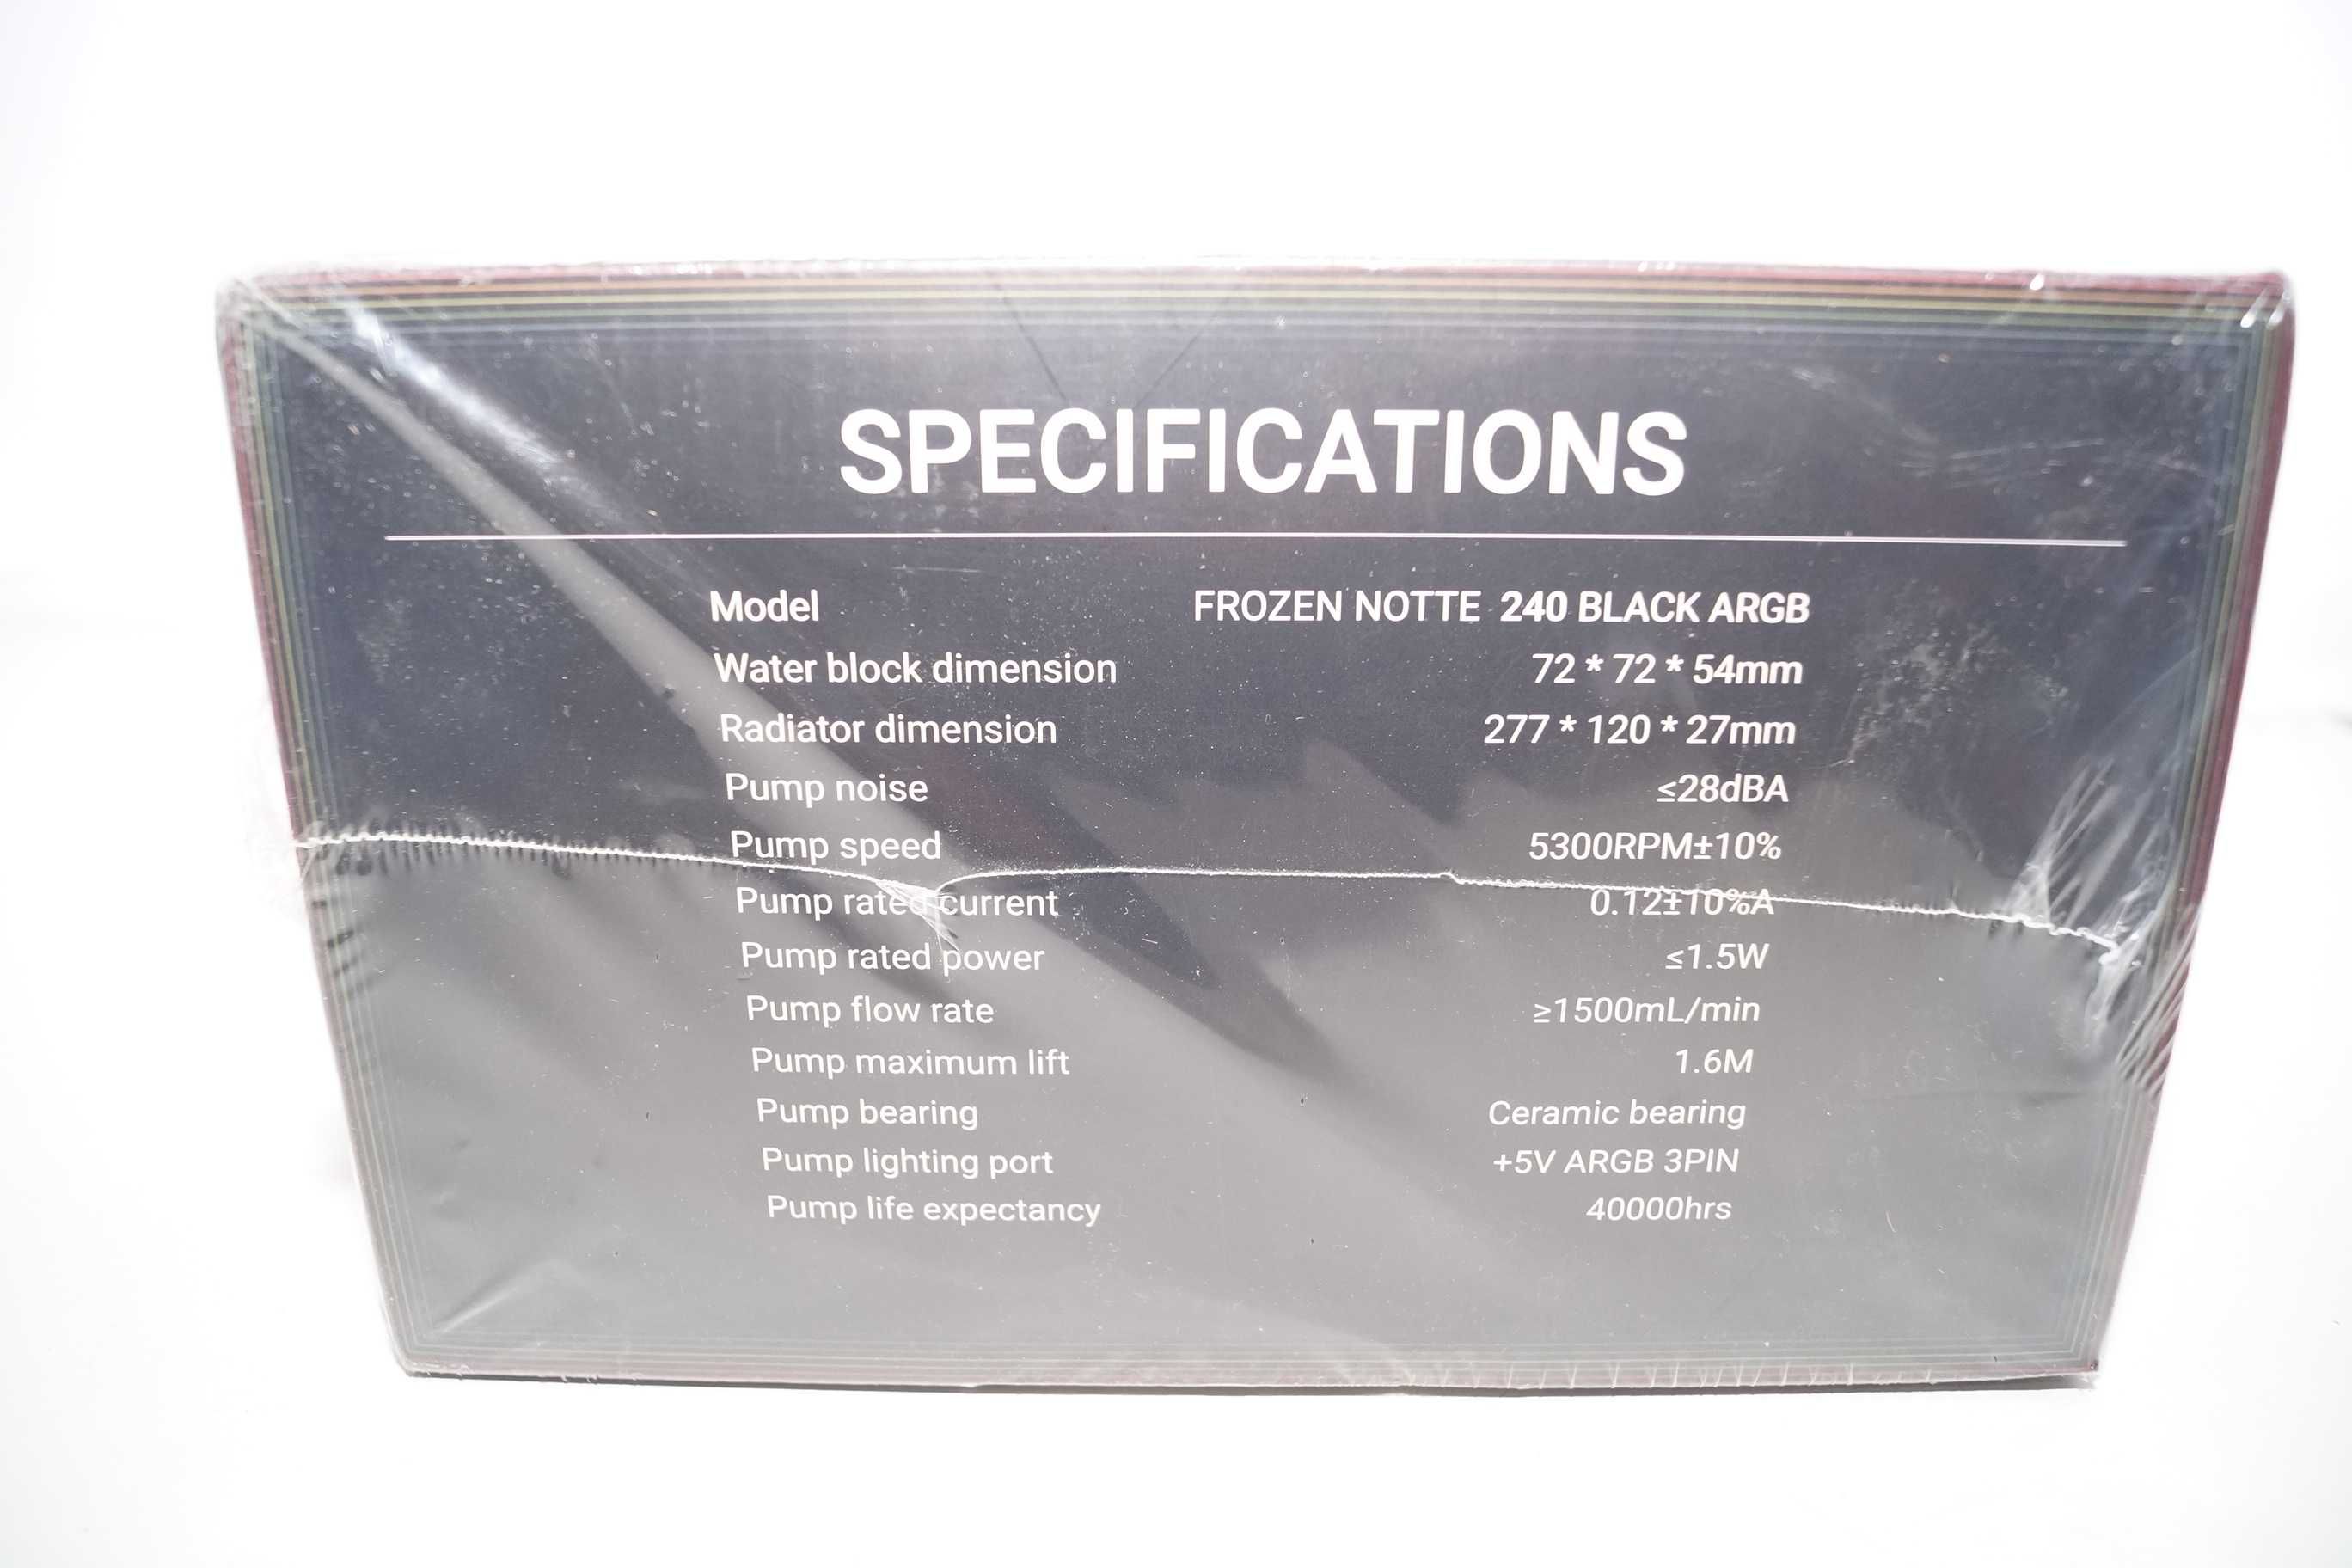 SPECIFICATIONS
Model FROZEN NOTTE 240 BLACK ARGB
Water block dimension 72 * 72 * 54mm
Radiator dimension 277 * 120 * 27mm
Pump noise ≤28dBA
Pump speed 5300RPM±10%
Pump rated current 0.12±10%A
Pump rated power ≤1.5W
Pump flow rate ≥1500mL/min
Pump maximum lift 1.6M
Pump bearing Ceramic bearing
Pump lighting port +5V ARGB 3PIN
Pump life expectancy 40000hrs